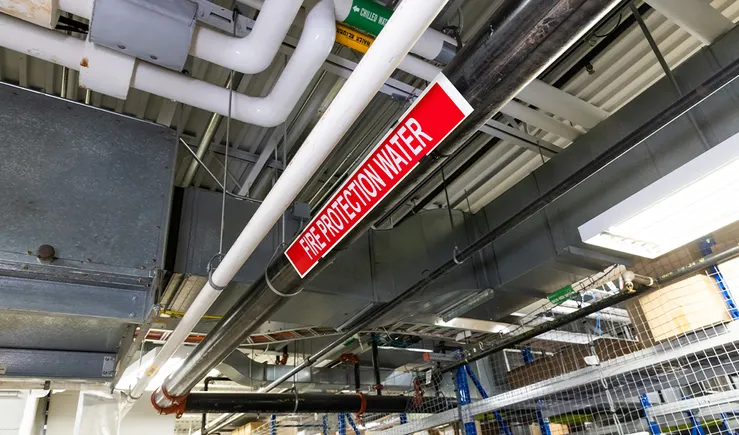 CHILLED WATER
FIRE PROTECTION WATER